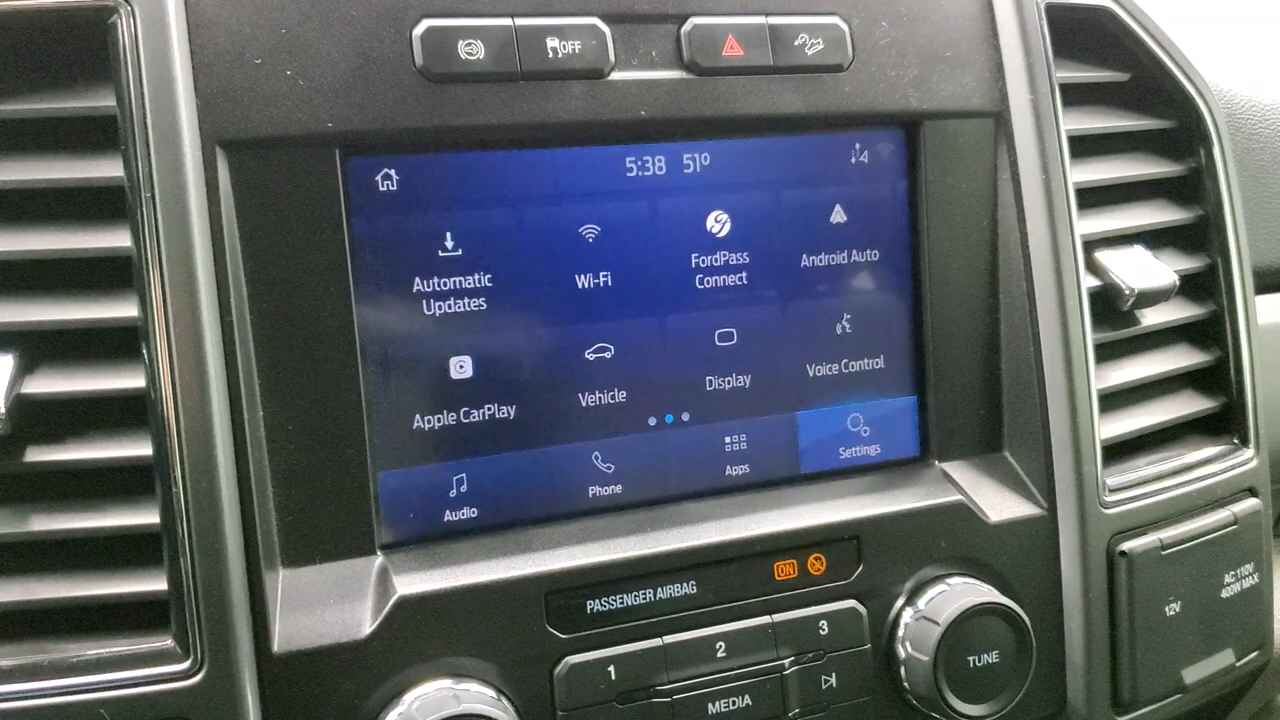 OFF
5:38 51º
Automatic
Updates
Wi-Fi
FordPass
Connect
Android Auto
Apple CarPlay
Vehicle
Display
Voice Control
Audio
Phone
Apps
Settings
PASSENGER AIRBAG
ON
1
2
3
MEDIA
TUNE
12V
AC 110V
400W MAX